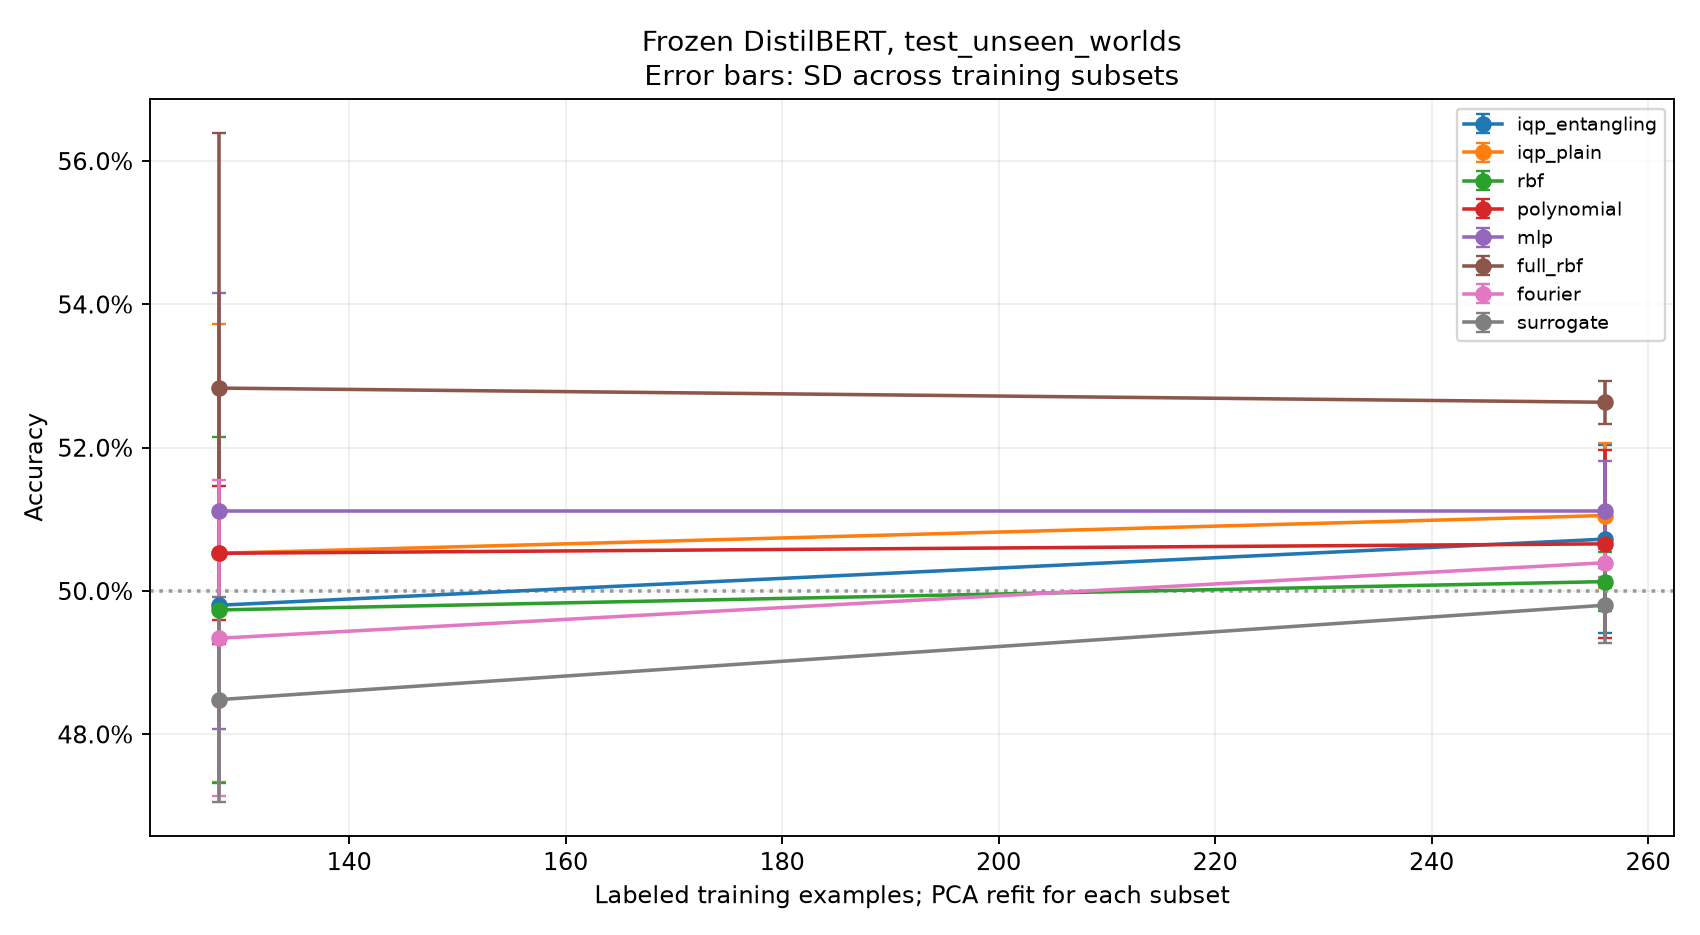 Frozen DistilBERT, test_unseen_worlds
Error bars: SD across training subsets
iqp_entangling
iqp_plain
rbf
polynomial
mlp
full_rbf
fourier
surrogate
Accuracy
56.0%
54.0%
52.0%
50.0%
48.0%
140 160 180 200 220 240 260
Labeled training examples; PCA refit for each subset